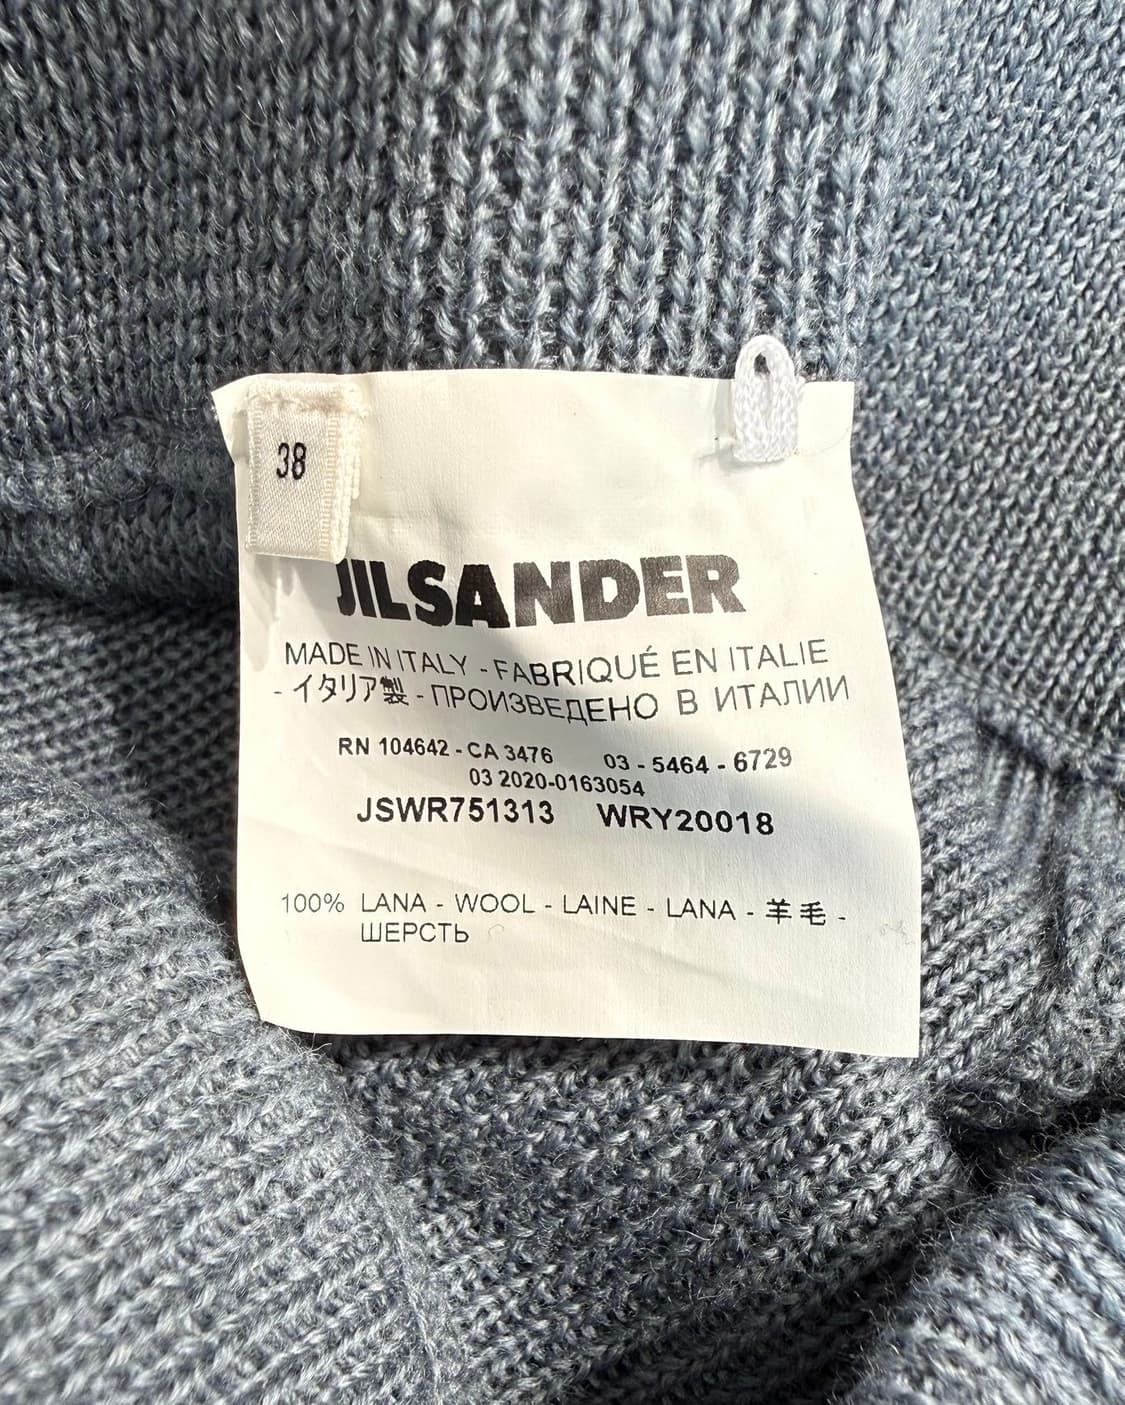 38
JILSANDER
MADE IN ITALY - FABRIQUÉ EN ITALIE
- イタリア製 - ПРОИЗВЕДЕНО В ИТАЛИИ
RN 104642 - CA 3476 03 - 5464 - 6729
03 2020-0163054
JSWR751313 WRY20018
100% LANA - WOOL - LAINE - LANA - 羊毛 -
ШЕРСТЬ